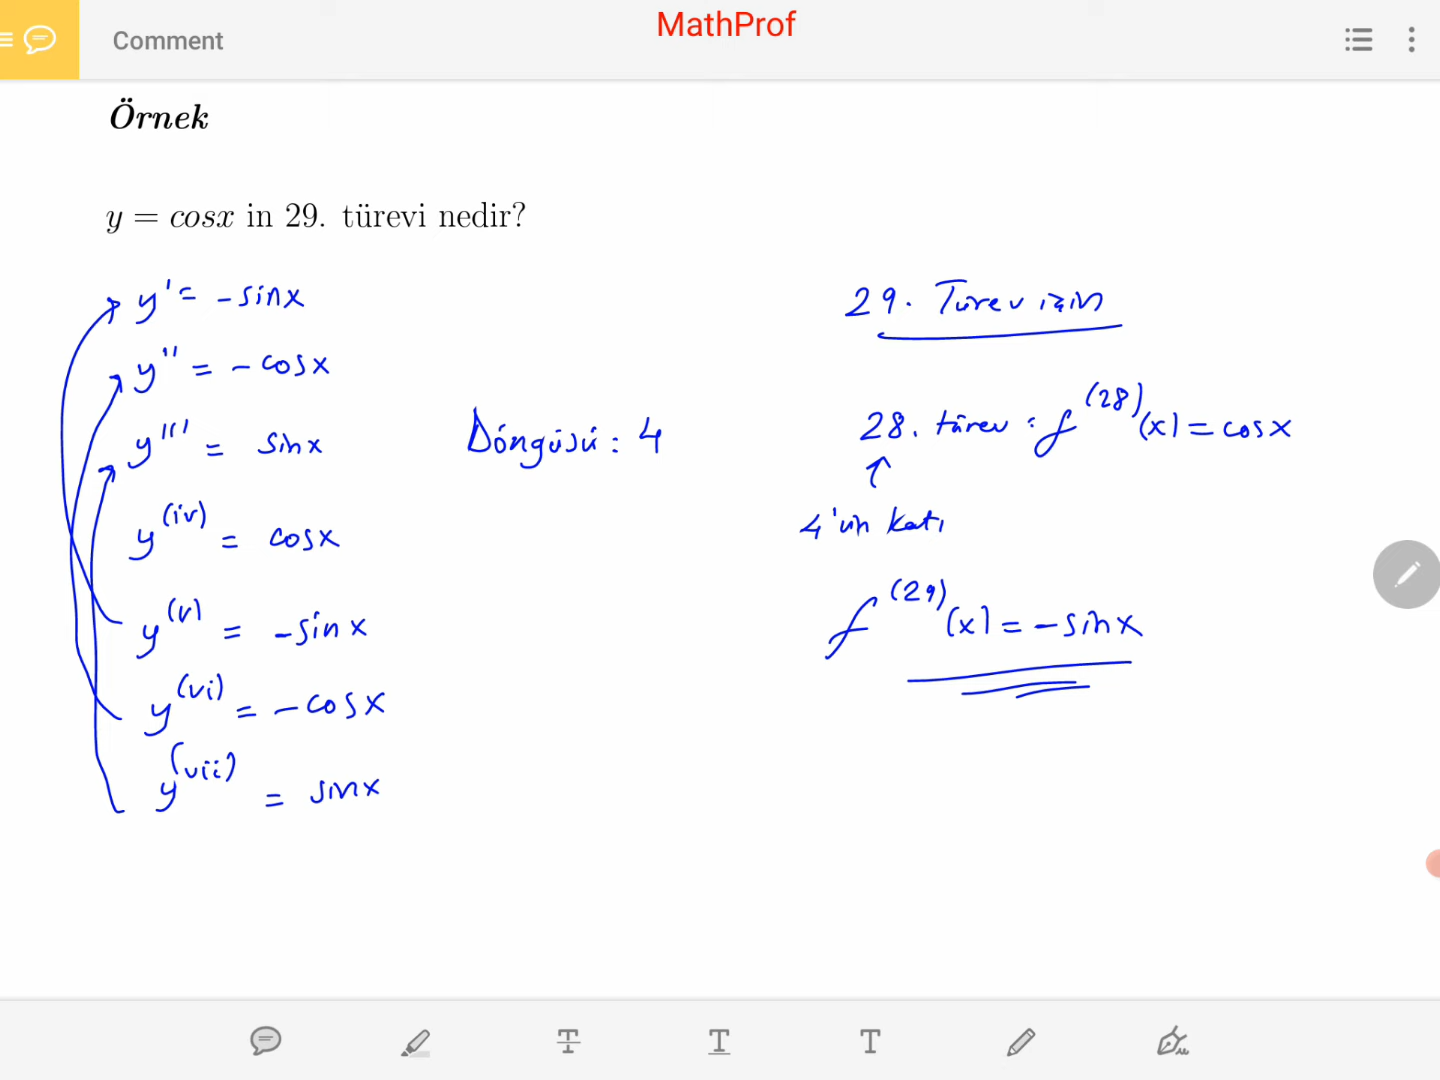 MathProf
Comment
Örnek
y = cosx in 29. türevi nedir?
y' = -sinx
y'' = -cosx
y''' = sinx
y^(iv) = cosx
y^(v) = -sinx
y^(vi) = -cosx
y^(vii) = sinx
Döngüsü: 4
29. Türev için
28. türev : f^(28)(x) = cosx
4'ün katı
f^(29)(x) = -sinx